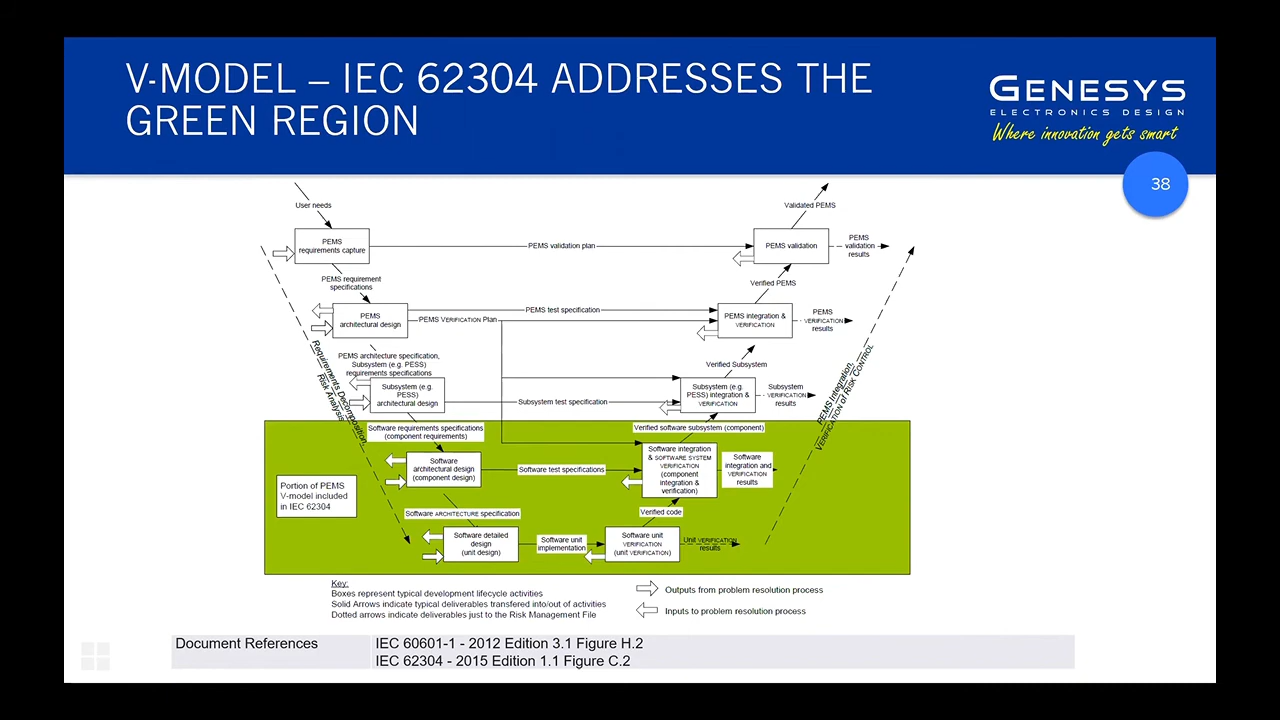 V-MODEL – IEC 62304 ADDRESSES THE
GREEN REGION
GENESYS
ELECTRONICS DESIGN
Where innovation gets smart
38
User needs
Validated PEMS
PEMS
requirements capture
PEMS validation plan
PEMS validation
PEMS
validation
results
PEMS requirement
specifications
Verified PEMS
PEMS
architectural design
PEMS test specification
PEMS VERIFICATION Plan
PEMS integration &
VERIFICATION
PEMS
VERIFICATION
results
PEMS architecture specification,
Subsystem (e.g. PESS)
requirements specifications
Verified Subsystem
Requirements Decomposition,
Risk Analysis
PEMS Integration,
VERIFICATION of RISK CONTROL
Subsystem (e.g.
PESS)
architectural design
Subsystem test specification
Subsystem (e.g.
PESS) integration &
VERIFICATION
Subsystem
VERIFICATION
results
Software requirements specifications
(component requirements)
Verified software subsystem (component)
Software
architectural design
(component design)
Software test specifications
Software integration
& SOFTWARE SYSTEM
VERIFICATION
(component
integration &
verification)
Software
integration and
VERIFICATION
results
Portion of PEMS
V-model included
in IEC 62304
Software ARCHITECTURE specification
Verified code
Software detailed
design
(unit design)
Software unit
implementation
Software unit
VERIFICATION
(unit VERIFICATION)
Unit VERIFICATION
results
Key:
Boxes represent typical development lifecycle activities
Solid Arrows indicate typical deliverables transfered into/out of activities
Dotted arrows indicate deliverables just to the Risk Management File
Outputs from problem resolution process
Inputs to problem resolution process
Document References
IEC 60601-1 - 2012 Edition 3.1 Figure H.2
IEC 62304 - 2015 Edition 1.1 Figure C.2